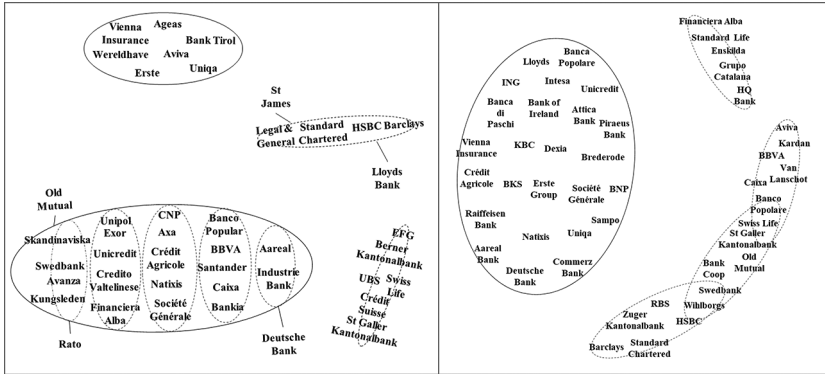 Vienna Ageas
Insurance Bank Tirol
Wereldhave Aviva
Erste Uniqa
St
James
Legal & Standard HSBC Barclays
General Chartered
Lloyds
Bank
Old
Mutual
Skandinaviska
Swedbank
Avanza
Kungsleden
Rato
Unipol
Exor
Unicredit
Credito
Valtelinese
Financiera
Alba
CNP
Axa
Crédit
Agricole
Natixis
Société
Générale
Banco
Popular
BBVA
Santander
Caixa
Bankia
Aareal
Industrie
Bank
Deutsche
Bank
EFG
Berner
Kantonalbank
UBS Swiss
Life
Crédit
Suisse
St Galler
Kantonalbank
Banca
Popolare
Lloyds
ING Intesa
Unicredit
Banca
di
Paschi
Bank of
Ireland
Attica
Bank
Piraeus
Bank
Vienna
Insurance
KBC Dexia
Brederode
Crédit
Agricole
BKS
Erste
Group
Société
Générale
BNP
Raiffeisen
Bank
Sampo
Natixis Uniqa
Aareal
Bank
Deutsche
Bank
Commerz
Bank
Financiera Alba
Standard Life
Enskilda
Grupo
Catalana
HQ
Bank
Aviva
Kardan
BBVA
Van
Lanschot
Caixa
Banco
Popolare
Swiss Life
St Galler
Kantonalbank
Old
Mutual
Bank
Coop
Swedbank
Wihlborgs
RBS
Zuger
Kantonalbank
HSBC
Barclays
Standard
Chartered